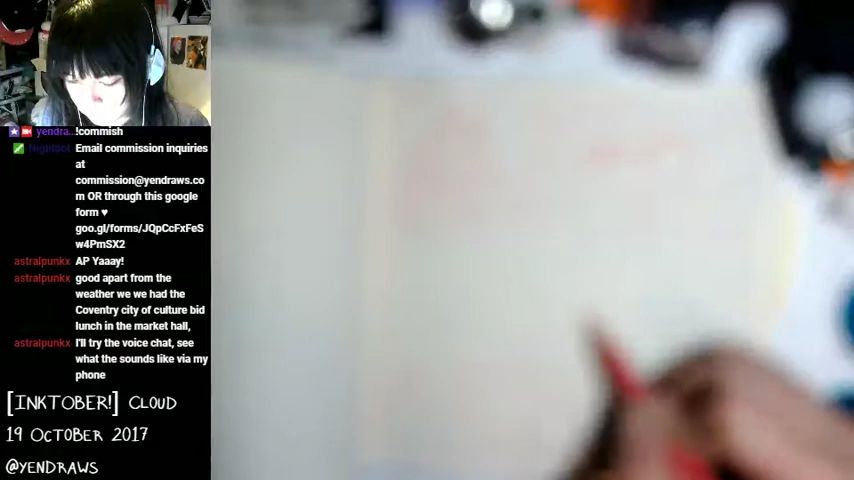 yendra.. !commish
Nightbot Email commission inquiries
at
commission@yendraws.co
m OR through this google
form ♥
goo.gl/forms/JQpCcFxFeS
w4PmSX2
astralpunkx AP Yaaay!
astralpunkx good apart from the
weather we we had the
Coventry city of culture bid
lunch in the market hall,
astralpunkx I'll try the voice chat, see
what the sounds like via my
phone
[INKTOBER!] CLOUD
19 OCTOBER 2017
@YENDRAWS